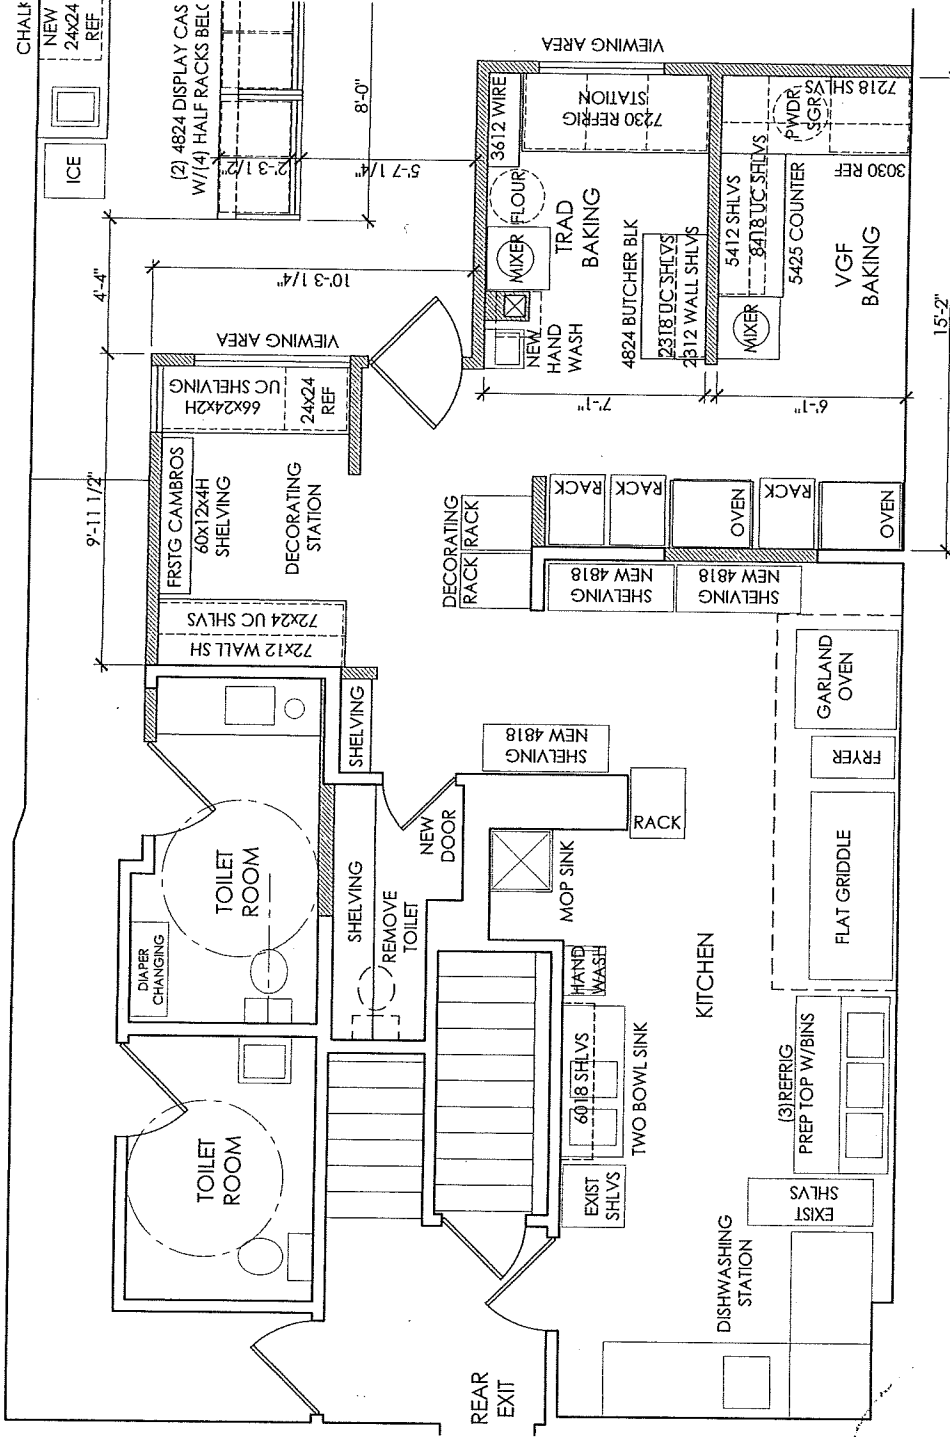 CHALK
NEW
24x24
REF
ICE
(2) 4824 DISPLAY CAS
W/(4) HALF RACKS BELO
2'-3 1/2"
8'-0"
5'-7 1/4"
4'-4"
10'-3 1/4"
9'-11 1/2"
VIEWING AREA
VIEWING AREA
3612 WIRE
7230 REFRIG
STATION
FLOUR
MIXER
TRAD
BAKING
NEW
HAND
WASH
4824 BUTCHER BLK
2318 UC SHLVS
2312 WALL SHLVS
7'-1"
7218 SHLVS
PWDR
SGR
3030 REF
5412 SHLVS
8418 UC SHLVS
5425 COUNTER
MIXER
VGF
BAKING
6'-1"
15'-2"
66x24x2H
UC SHELVING
24x24
REF
FRSTG CAMBROS
60x12x4H
SHELVING
DECORATING
STATION
72x24 UC SHLVS
72x12 WALL SH
DECORATING
RACK
RACK
RACK
RACK
OVEN
RACK
OVEN
NEW 4818
SHELVING
NEW 4818
SHELVING
SHELVING
NEW 4818
SHELVING
GARLAND
OVEN
FRYER
FLAT GRIDDLE
RACK
NEW
DOOR
MOP SINK
SHELVING
REMOVE
TOILET
TOILET
ROOM
DIAPER
CHANGING
HAND
WASH
KITCHEN
6018 SHLVS
TWO BOWL SINK
(3)REFRIG
PREP TOP W/BINS
EXIST
SHLVS
EXIST
SHLVS
TOILET
ROOM
DISHWASHING
STATION
REAR
EXIT